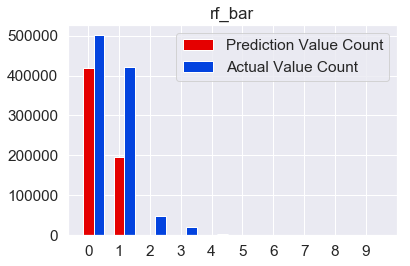 rf_bar
Prediction Value Count
Actual Value Count
500000
400000
300000
200000
100000
0
0 1 2 3 4 5 6 7 8 9